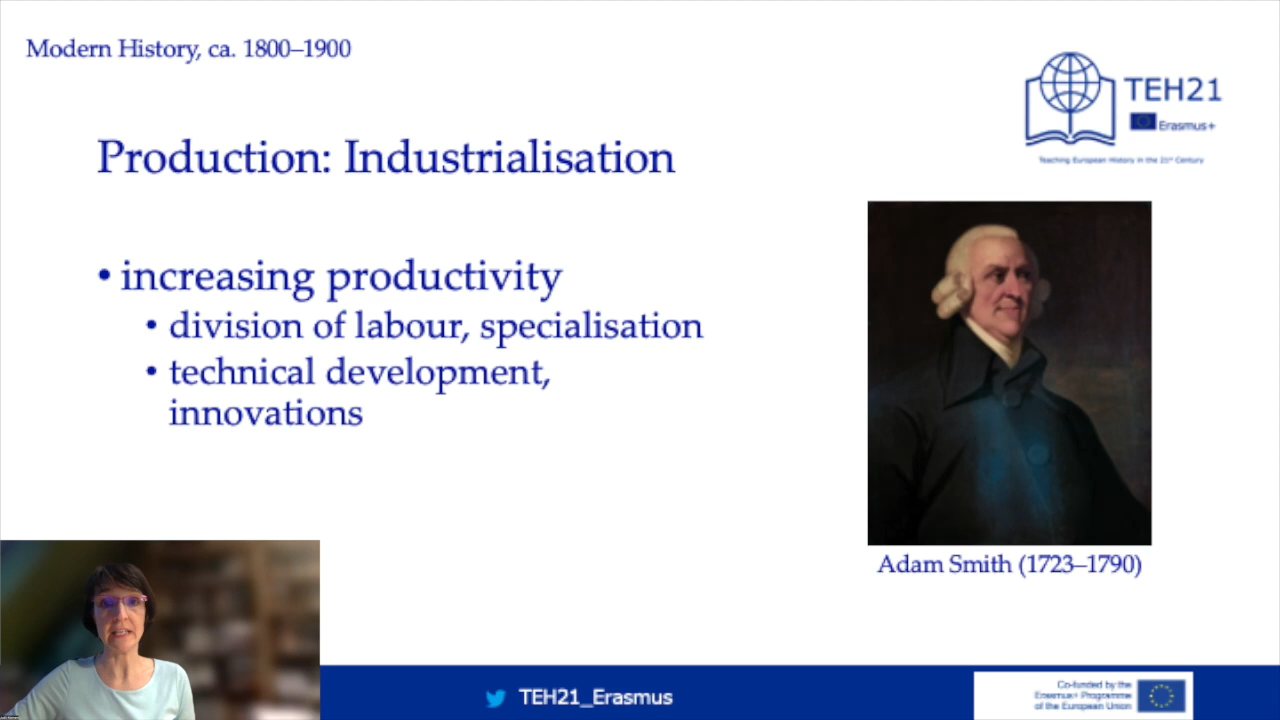 Modern History, ca. 1800–1900
TEH21
Erasmus+
Teaching European History in the 21st Century
Production: Industrialisation
• increasing productivity
• division of labour, specialisation
• technical development,
innovations
Adam Smith (1723–1790)
TEH21_Erasmus
Co-funded by the
Erasmus+ Programme
of the European Union